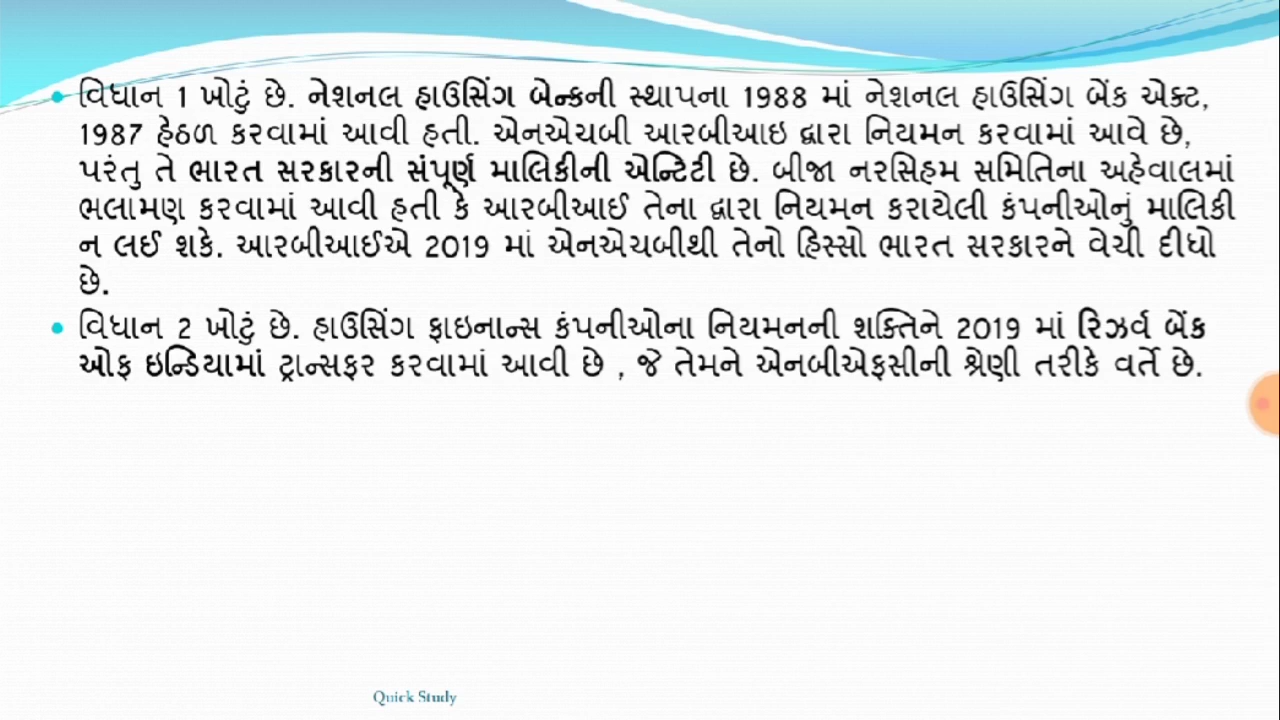 વિધાન 1 ખોટું છે. નેશનલ હાઉસિંગ બેન્કની સ્થાપના 1988 માં નેશનલ હાઉસિંગ બેંક એક્ટ,
1987 હેઠળ કરવામાં આવી હતી. એનએચબી આરબીઆઇ દ્વારા નિયમન કરવામાં આવે છે,
પરંતુ તે ભારત સરકારની સંપૂર્ણ માલિકીની એન્ટિટી છે. બીજા નરસિહમ સમિતિના અહેવાલમાં
ભલામણ કરવામાં આવી હતી કે આરબીઆઈ તેના દ્વારા નિયમન કરાયેલી કંપનીઓનું માલિકી
ન લઈ શકે. આરબીઆઈએ 2019 માં એનએચબીથી તેનો હિસ્સો ભારત સરકારને વેચી દીધો
છે.
વિધાન 2 ખોટું છે. હાઉસિંગ ફાઇનાન્સ કંપનીઓના નિયમનની શક્તિને 2019 માં રિઝર્વ બેંક
ઓફ ઇન્ડિયામાં ટ્રાન્સફર કરવામાં આવી છે , જે તેમને એનબીએફસીની શ્રેણી તરીકે વર્તે છે.
Quick Study